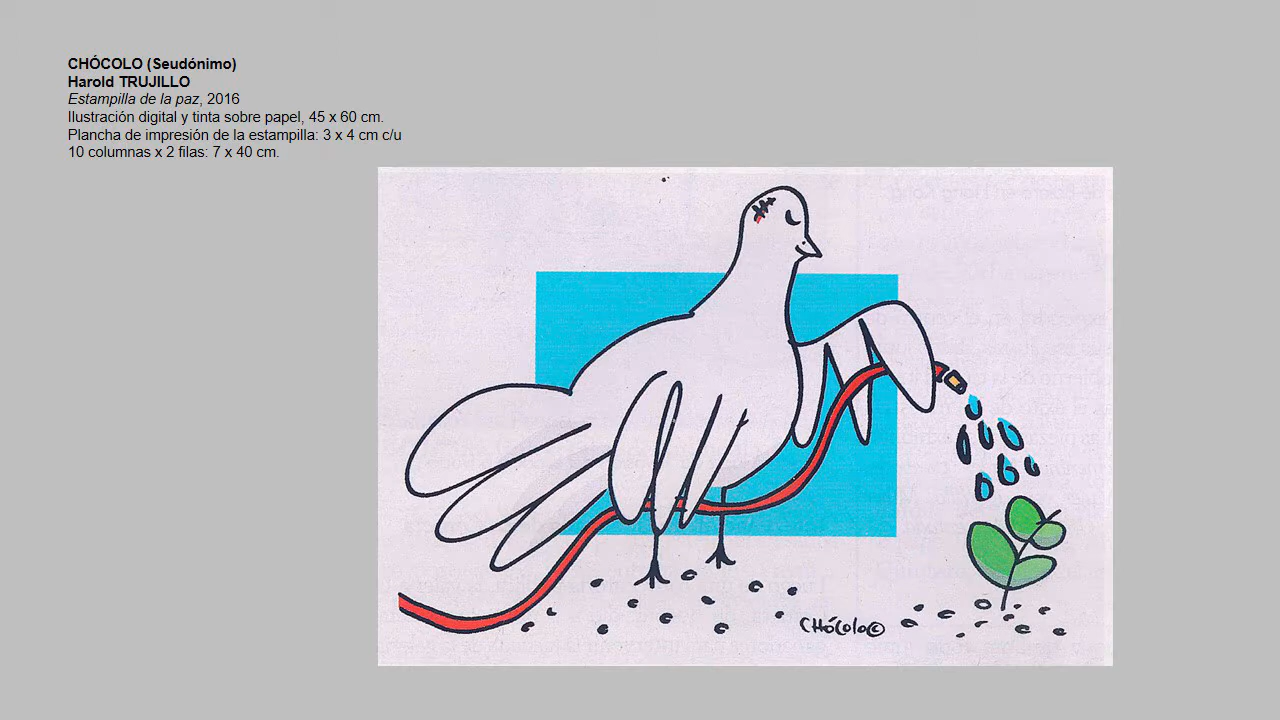 CHÓCOLO (Seudónimo)
Harold TRUJILLO
Estampilla de la paz, 2016
Ilustración digital y tinta sobre papel, 45 x 60 cm.
Plancha de impresión de la estampilla: 3 x 4 cm c/u
10 columnas x 2 filas: 7 x 40 cm.
CHóColo©